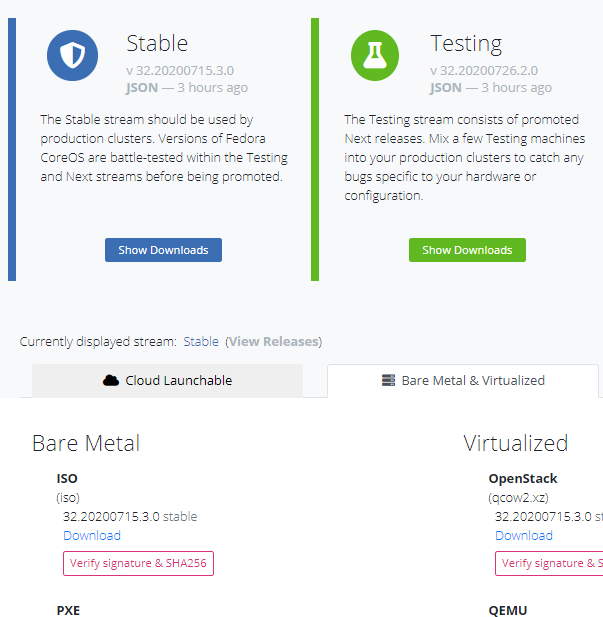 Stable
v 32.20200715.3.0
JSON — 3 hours ago
The Stable stream should be used by
production clusters. Versions of Fedora
CoreOS are battle-tested within the Testing
and Next streams before being promoted.
Show Downloads
Testing
v 32.20200726.2.0
JSON — 3 hours ago
The Testing stream consists of promoted
Next releases. Mix a few Testing machines
into your production clusters to catch any
bugs specific to your hardware or
configuration.
Show Downloads
Currently displayed stream: Stable (View Releases)
Cloud Launchable
Bare Metal & Virtualized
Bare Metal
ISO
(iso)
32.20200715.3.0 stable
Download
Verify signature & SHA256
PXE
Virtualized
OpenStack
(qcow2.xz)
32.20200715.3.0
Download
Verify signature &
QEMU